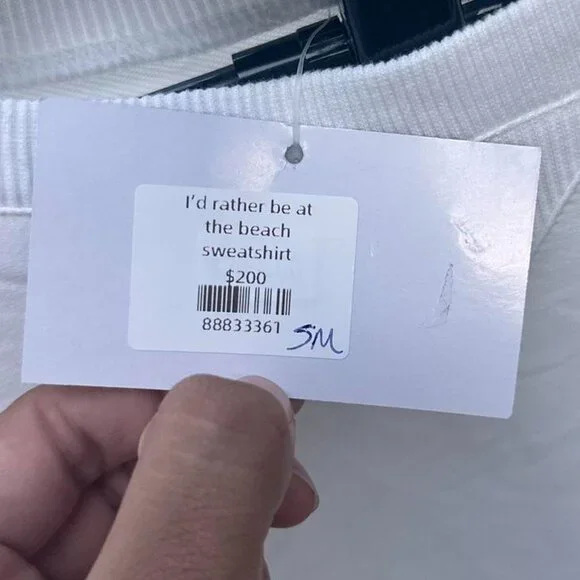 I'd rather be at
the beach
sweatshirt
$200
88833361
SM